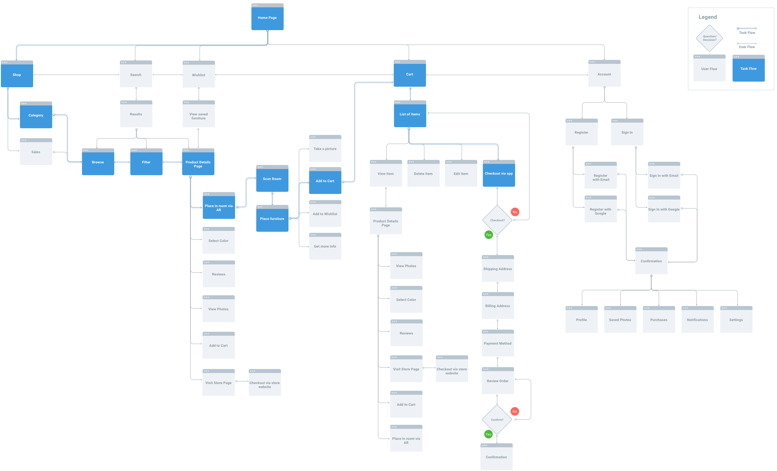 Home Page
Legend
Task Flow
User Flow
User Flow
Task Flow
Shop
Search
Wishlist
Cart
Account
Category
Results
View saved
furniture
List of items
Register
Sign in
Sales
Browse
Filter
Product Details
Page
Take a picture
Scan Room
Add to Cart
View Item
Delete Item
Edit Item
Checkout via app
Register
with Email
Sign in with Email
Place in room via
AR
Place furniture
Add to Wishlist
Get more info
Product Details
Page
Register with
Google
Sign in with Google
Select Color
Reviews
View Photos
Add to Cart
Visit Store Page
Checkout via store
website
View Photos
Select Color
Reviews
Visit Store Page
Checkout via store
website
Add to Cart
Place in room via
AR
Shipping Address
Billing Address
Payment Method
Review Order
Confirmation
Confirmation
Profile
Saved Photos
Purchases
Notifications
Settings